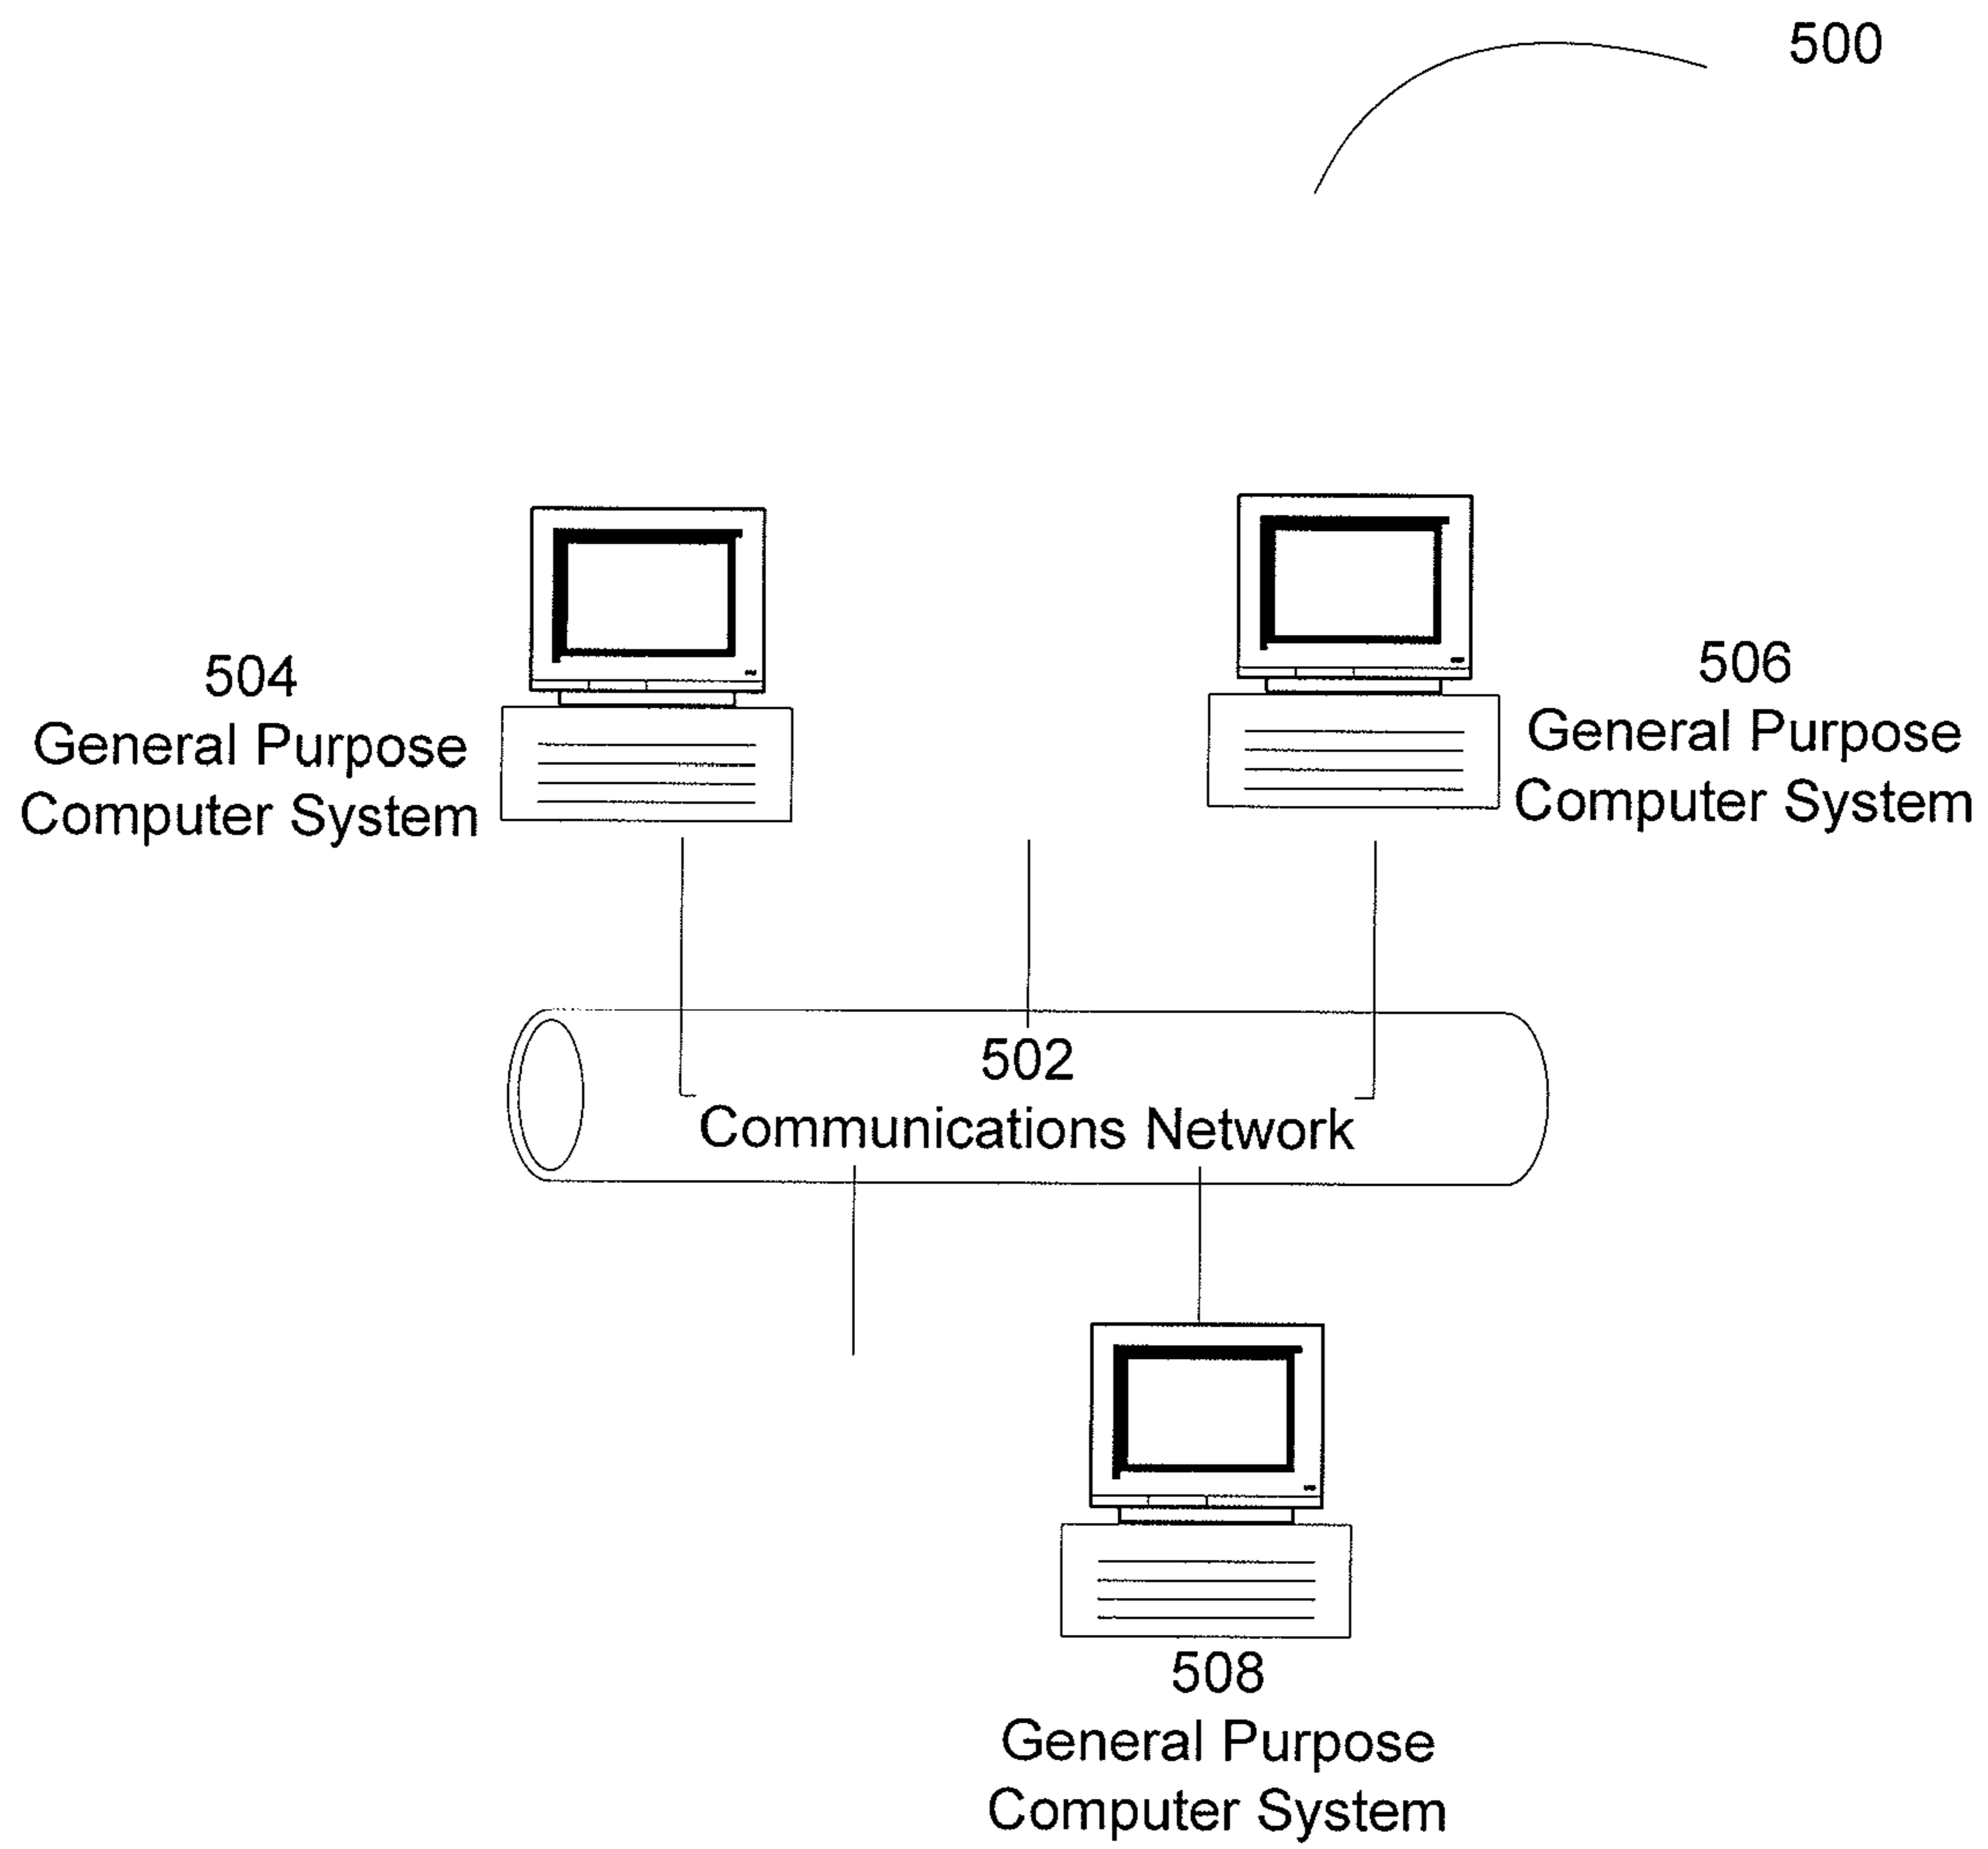 500
504
General Purpose
Computer System
506
General Purpose
Computer System
502
Communications Network
508
General Purpose
Computer System